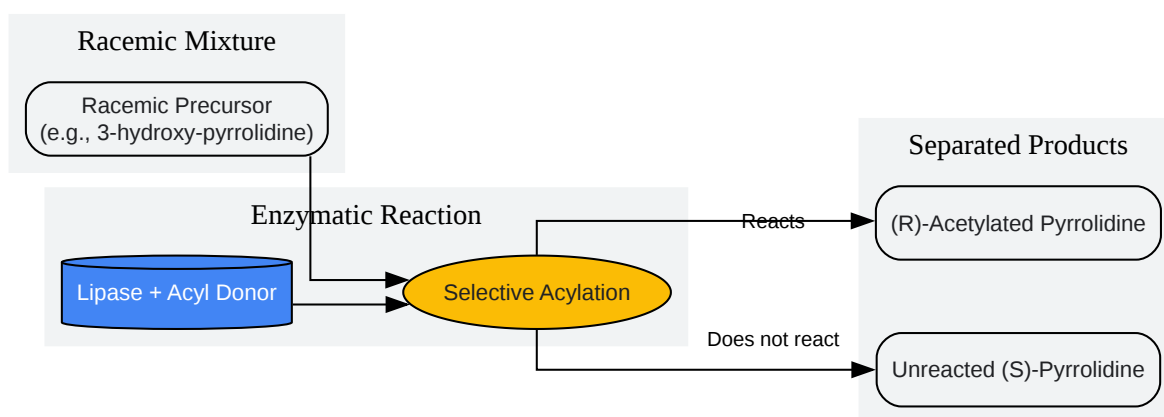 Racemic Mixture
Racemic Precursor
(e.g., 3-hydroxy-pyrrolidine)
Enzymatic Reaction
Lipase + Acyl Donor
Selective Acylation
Reacts
Does not react
Separated Products
(R)-Acetylated Pyrrolidine
Unreacted (S)-Pyrrolidine